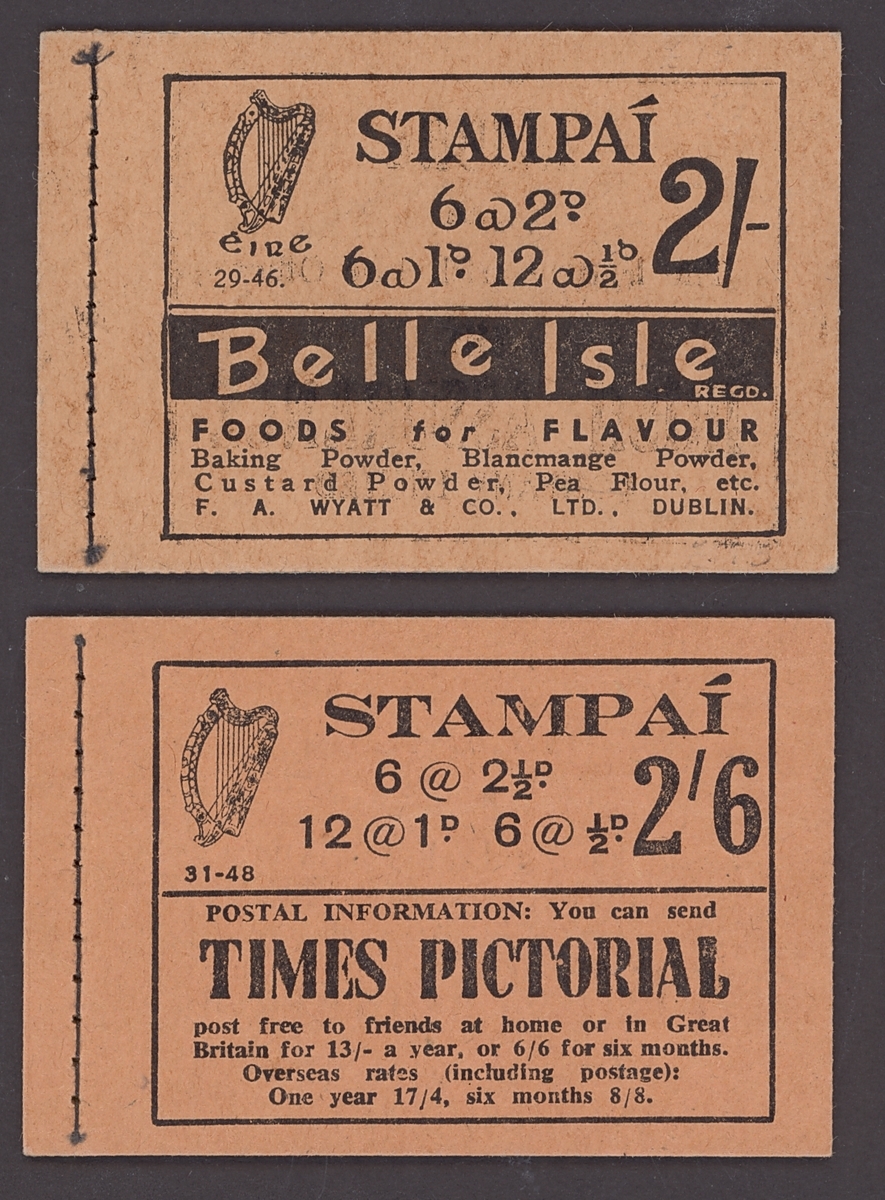 STAMPAÍ
6@2D.
6@1D. 12@½D
2/-
éire
29-46.
Belle Isle
REGD.
FOODS for FLAVOUR
Baking Powder, Blancmange Powder,
Custard Powder, Pea Flour, etc.
F. A. WYATT & CO., LTD., DUBLIN.
STAMPAÍ
6 @ 2½D.
12 @ 1D. 6 @ ½D.
2/6
31-48
POSTAL INFORMATION: You can send
TIMES PICTORIAL
post free to friends at home or in Great
Britain for 13/- a year, or 6/6 for six months.
Overseas rates (including postage):
One year 17/4, six months 8/8.